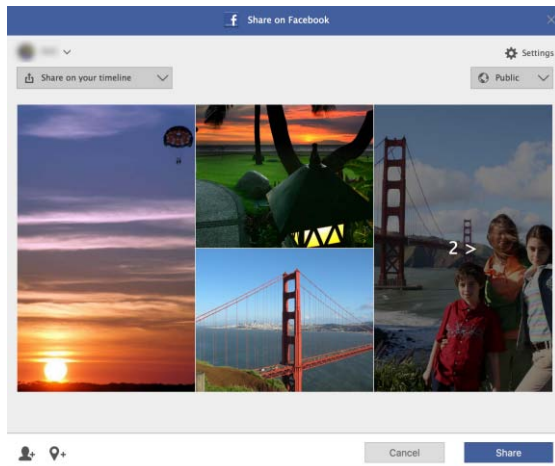 Share on Facebook
Settings
Share on your timeline
Public
2 >
Cancel
Share